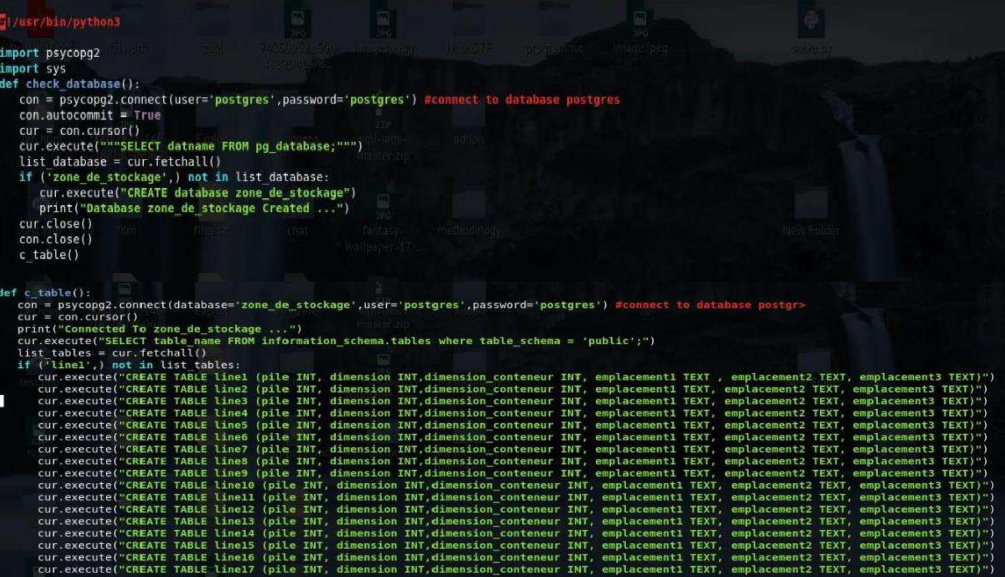 #!/usr/bin/python3
import psycopg2
import sys
def check_database():
con = psycopg2.connect(user='postgres',password='postgres') #connect to database postgres
con.autocommit = True
cur = con.cursor()
cur.execute("""SELECT datname FROM pg_database;""")
list_database = cur.fetchall()
if ('zone_de_stockage',) not in list_database:
cur.execute("CREATE database zone_de_stockage")
print("Database zone_de_stockage Created ...")
cur.close()
con.close()
c_table()
def c_table():
con = psycopg2.connect(database='zone_de_stockage',user='postgres',password='postgres') #connect to database postgr>
cur = con.cursor()
print("Connected To zone_de_stockage ...")
cur.execute("SELECT table_name FROM information_schema.tables where table_schema = 'public';")
list_tables = cur.fetchall()
if ('line1',) not in list_tables:
cur.execute("CREATE TABLE line1 (pile INT, dimension INT,dimension_conteneur INT, emplacement1 TEXT , emplacement2 TEXT, emplacement3 TEXT)")
cur.execute("CREATE TABLE line2 (pile INT, dimension INT,dimension_conteneur INT, emplacement1 TEXT, emplacement2 TEXT, emplacement3 TEXT)")
cur.execute("CREATE TABLE line3 (pile INT, dimension INT,dimension_conteneur INT, emplacement1 TEXT, emplacement2 TEXT, emplacement3 TEXT)")
cur.execute("CREATE TABLE line4 (pile INT, dimension INT,dimension_conteneur INT, emplacement1 TEXT, emplacement2 TEXT, emplacement3 TEXT)")
cur.execute("CREATE TABLE line5 (pile INT, dimension INT,dimension_conteneur INT, emplacement1 TEXT, emplacement2 TEXT, emplacement3 TEXT)")
cur.execute("CREATE TABLE line6 (pile INT, dimension INT,dimension_conteneur INT, emplacement1 TEXT, emplacement2 TEXT, emplacement3 TEXT)")
cur.execute("CREATE TABLE line7 (pile INT, dimension INT,dimension_conteneur INT, emplacement1 TEXT, emplacement2 TEXT, emplacement3 TEXT)")
cur.execute("CREATE TABLE line8 (pile INT, dimension INT,dimension_conteneur INT, emplacement1 TEXT, emplacement2 TEXT, emplacement3 TEXT)")
cur.execute("CREATE TABLE line9 (pile INT, dimension INT,dimension_conteneur INT, emplacement1 TEXT, emplacement2 TEXT, emplacement3 TEXT)")
cur.execute("CREATE TABLE line10 (pile INT, dimension INT,dimension_conteneur INT, emplacement1 TEXT, emplacement2 TEXT, emplacement3 TEXT)")
cur.execute("CREATE TABLE line11 (pile INT, dimension INT,dimension_conteneur INT, emplacement1 TEXT, emplacement2 TEXT, emplacement3 TEXT)")
cur.execute("CREATE TABLE line12 (pile INT, dimension INT,dimension_conteneur INT, emplacement1 TEXT, emplacement2 TEXT, emplacement3 TEXT)")
cur.execute("CREATE TABLE line13 (pile INT, dimension INT,dimension_conteneur INT, emplacement1 TEXT, emplacement2 TEXT, emplacement3 TEXT)")
cur.execute("CREATE TABLE line14 (pile INT, dimension INT,dimension_conteneur INT, emplacement1 TEXT, emplacement2 TEXT, emplacement3 TEXT)")
cur.execute("CREATE TABLE line15 (pile INT, dimension INT,dimension_conteneur INT, emplacement1 TEXT, emplacement2 TEXT, emplacement3 TEXT)")
cur.execute("CREATE TABLE line16 (pile INT, dimension INT,dimension_conteneur INT, emplacement1 TEXT, emplacement2 TEXT, emplacement3 TEXT)")
cur.execute("CREATE TABLE line17 (pile INT, dimension INT,dimension_conteneur INT, emplacement1 TEXT, emplacement2 TEXT, emplacement3 TEXT)")